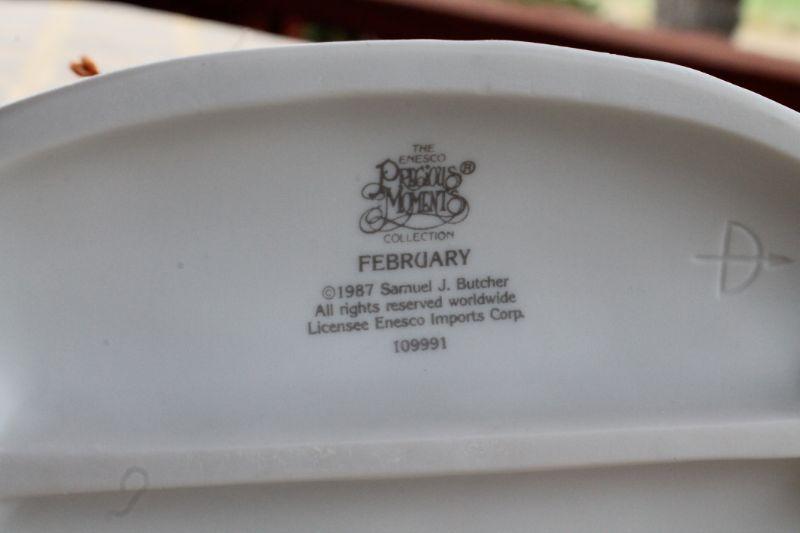 THE
ENESCO
PRECIOUS®
MOMENTS
COLLECTION
FEBRUARY
©1987 Samuel J. Butcher
All rights reserved worldwide
Licensee Enesco Imports Corp.
109991